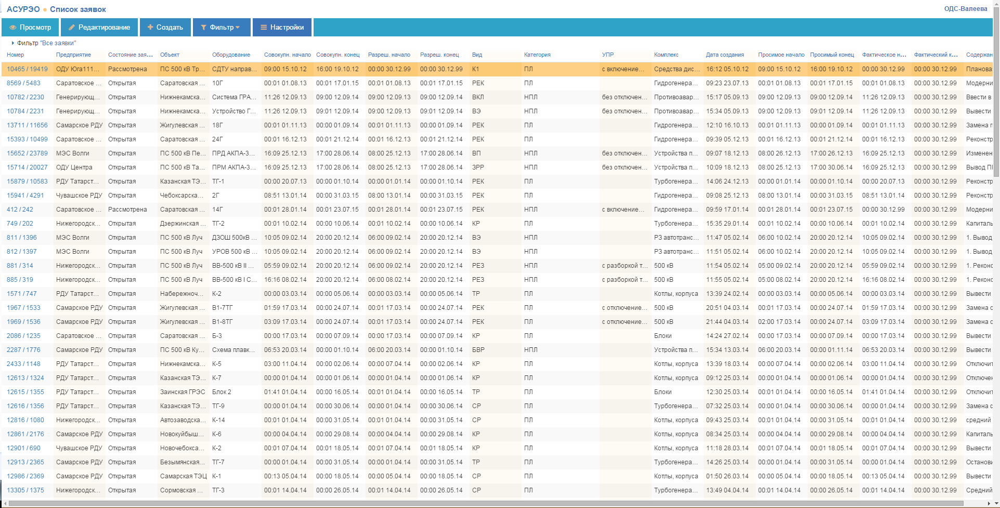 АСУРЭО ● Список заявок
ОДС-Валеева
Просмотр Редактирование Создать Фильтр Настройки
Фильтр "Все заявки"
Номер Предприятие Состояние зая... Объект Оборудование Совокупн. начало Совокупн. конец Разреш. начало Разреш. конец Вид Категория УПР Комплекс Дата создания Просимое начало Просимый конец Фактическое н... Фактический к... Содержан
10465 / 19419 ОДУ Юга111... Рассмотрена ПС 500 кВ Тр... СДТУ направ... 09:00 15.10.12 16:00 19.10.12 00:00 30.12.99 00:00 30.12.99 К1 ПЛ с включение... Средства дис... 16:12 05.10.12 09:00 15.10.12 16:00 19.10.12 00:00 30.12.99 00:00 30.12.99 Планова
8569 / 5483 Саратовское ... Открытая Саратовская ... 10Г 00:01 01.08.13 00:01 17.01.15 00:01 01.08.13 00:01 17.01.15 РЕК ПЛ Гидрогенера... 09:23 23.07.13 00:01 01.08.13 00:01 17.01.15 00:01 01.08.13 00:00 30.12.99 Модерни
10782 / 2230 Генерирующ... Открытая Нижнекамска... Система ГРА... 11:26 12.09.13 09:00 12.09.14 09:00 12.09.13 09:00 12.09.14 ВКЛ НПЛ без отключен... Противоавар... 15:17 05.09.13 09:00 12.09.13 09:00 12.09.14 11:26 12.09.13 00:00 30.12.99 Ввести в
10784 / 2231 Генерирующ... Открытая Нижнекамска... Устройство Г... 11:26 12.09.13 09:01 12.09.14 09:00 12.09.13 09:01 12.09.14 ВЭ НПЛ без отключен... Противоавар... 15:34 05.09.13 09:00 12.09.13 09:01 12.09.14 11:26 12.09.13 00:00 30.12.99 Вывести
13711 / 11656 Самарское РДУ Открытая Жигулевская ... 18Г 00:01 01.11.13 00:00 01.09.14 00:01 01.11.13 00:00 01.09.14 РЕК ПЛ Гидрогенера... 12:10 16.10.13 00:01 01.11.13 00:00 01.09.14 00:01 01.11.13 00:00 30.12.99 Замена г
15393 / 10499 Саратовское ... Открытая Саратовская ... 24Г 00:01 16.12.13 00:01 21.12.14 00:01 16.12.13 00:01 21.12.14 РЕК ПЛ Гидрогенера... 09:39 05.12.13 00:01 16.12.13 00:01 21.12.14 00:01 16.12.13 00:00 30.12.99 Реконстр
15652 / 23789 МЭС Волги Открытая ПС 500 кВ Пе... ПРД АКПА-3... 16:09 25.12.13 17:00 28.06.14 08:00 25.12.13 17:00 28.06.14 ВП НПЛ без отключен... Устройства п... 09:07 18.12.13 08:00 26.12.13 17:00 26.12.13 16:09 25.12.13 00:00 30.12.99 Изменен
15714 / 20027 ОДУ Центра Открытая ПС 500 кВ Та... ПРМ АКПА-3... 16:09 25.12.13 17:00 28.06.14 08:00 25.12.13 17:00 28.06.14 ЗРР НПЛ без отключен... Устройства п... 10:09 18.12.13 08:00 25.12.13 17:00 30.06.14 16:09 25.12.13 00:00 30.12.99 Вывод П
15879 / 10583 РДУ Татарст... Открытая Казанская ТЭ... ТГ-1 00:00 20.07.13 00:00 01.10.14 00:00 01.01.14 00:00 01.10.14 РЕК ПЛ Турбогенера... 14:06 24.12.13 00:00 01.01.14 00:00 01.10.14 00:00 20.07.13 00:00 30.12.99 Реконстр
15941 / 4291 Чувашское РДУ Открытая Чебоксарска... 2Г 08:51 13.01.14 00:00 31.03.15 08:00 13.01.14 00:00 31.03.15 РЕК ПЛ Гидрогенера... 09:08 25.12.13 08:00 13.01.14 00:00 31.03.15 08:51 13.01.14 00:00 30.12.99 Реконстр
412 / 242 Саратовское ... Рассмотрена Саратовская ... 14Г 00:01 28.01.14 00:01 23.07.15 00:01 28.01.14 00:01 23.07.15 РЕК НПЛ с включение... Гидрогенера... 09:59 17.01.14 00:01 28.01.14 00:01 23.07.15 00:00 30.12.99 00:00 30.12.99 Модерни
749 / 202 Нижегородск... Открытая Дзержинская ... ТГ-2 00:01 10.02.14 00:00 10.06.14 00:01 10.02.14 00:00 10.06.14 КР ПЛ Турбогенера... 15:35 29.01.14 00:01 10.02.14 00:00 10.06.14 00:01 10.02.14 00:00 30.12.99 Капиталь
811 / 1396 МЭС Волги Открытая ПС 500 кВ Луч ДЗОШ 500кВ ... 10:05 09.02.14 20:00 20.12.14 06:00 09.02.14 20:00 20.12.14 ВЭ НПЛ РЗ автотранс... 11:47 05.02.14 06:00 10.02.14 20:00 20.12.14 10:05 09.02.14 00:00 30.12.99 1. Вывод
812 / 1397 МЭС Волги Открытая ПС 500 кВ Луч УРОВ 500 кВ ... 10:05 09.02.14 20:00 20.12.14 06:00 09.02.14 20:00 20.12.14 ВЭ НПЛ РЗ автотранс... 11:51 05.02.14 06:00 10.02.14 20:00 20.12.14 10:05 09.02.14 00:00 30.12.99 1. Вывод
881 / 314 Нижегородск... Открытая ПС 500 кВ Луч ВВ-500 кВ II ... 05:59 09.02.14 20:00 20.12.14 06:00 09.02.14 20:00 20.12.14 РЕЗ НПЛ с разборкой т... 500 кВ 11:54 05.02.14 05:00 09.02.14 20:00 20.12.14 05:59 09.02.14 00:00 30.12.99 1. Реконс
885 / 319 Нижегородск... Открытая ПС 500 кВ Луч ВВ-500 кВ I С... 16:16 08.02.14 20:00 20.12.14 06:00 08.02.14 20:00 20.12.14 РЕЗ НПЛ с разборкой т... 500 кВ 11:55 05.02.14 05:00 08.02.14 20:00 20.12.14 16:16 08.02.14 00:00 30.12.99 1. Реконс
1571 / 747 РДУ Татарст... Открытая Набережноч... К-2 00:00 03.03.14 00:00 05.06.14 00:00 03.03.14 00:00 05.06.14 ТР ПЛ Котлы, корпуса 13:39 24.02.14 00:00 03.03.14 00:00 05.06.14 00:00 03.03.14 00:00 30.12.99 Вывести
1967 / 1533 Самарское РДУ Открытая Жигулевская ... В1-7ТГ 01:59 17.03.14 00:00 24.07.14 00:01 17.03.14 00:00 24.07.14 РЕК ПЛ с отключение... 500 кВ 20:51 04.03.14 00:01 17.03.14 00:00 24.07.14 01:59 17.03.14 00:00 30.12.99 Замена с
1969 / 1536 Самарское РДУ Открытая Жигулевская ... В1-8ТГ 03:09 17.03.14 00:00 24.07.14 00:01 17.03.14 00:00 24.07.14 РЕК ПЛ с отключение... 500 кВ 21:44 04.03.14 02:00 17.03.14 00:00 24.07.14 03:09 17.03.14 00:00 30.12.99 Замена с
2086 / 1235 Саратовское ... Открытая Саратовская ... Б-3 00:00 17.03.14 00:00 07.09.14 00:00 17.03.14 00:00 07.09.14 КР ПЛ Блоки 14:24 27.02.14 00:00 17.03.14 00:00 07.09.14 00:00 17.03.14 00:00 30.12.99 Вывести
2287 / 1776 Самарское РДУ Открытая ПС 500 кВ Ку... Схема плавк... 06:53 20.03.14 00:00 01.10.14 06:00 20.03.14 00:00 01.10.14 БВР НПЛ Устройства п... 15:34 13.03.14 06:00 20.03.14 00:00 01.11.14 06:53 20.03.14 00:00 30.12.99 Вывести
2433 / 1148 РДУ Татарст... Открытая Нижнекамска... К-5 03:00 11.04.14 00:00 02.06.14 00:00 07.04.14 00:00 02.06.14 КР ПЛ Котлы, корпуса 13:39 18.03.14 00:00 07.04.14 00:00 02.06.14 03:00 11.04.14 00:00 30.12.99 Отключит
12613 / 1324 РДУ Татарст... Открытая Казанская ТЭ... К-7 00:00 01.04.14 00:00 01.06.14 00:00 01.04.14 00:00 01.06.14 КР ПЛ Котлы, корпуса 09:12 25.03.14 00:00 01.04.14 00:00 01.06.14 00:00 01.04.14 00:00 30.12.99 Отключен
12615 / 1355 РДУ Татарст... Открытая Заинская ГРЭС Блок 2 01:41 01.04.14 00:00 16.05.14 00:01 01.04.14 00:00 16.05.14 ТР ПЛ Блоки 12:30 25.03.14 00:01 01.04.14 00:00 16.05.14 01:41 01.04.14 00:00 30.12.99 Отключит
12616 / 1356 РДУ Татарст... Открытая Казанская ТЭ... ТГ-9 00:00 01.04.14 00:00 30.06.14 00:00 01.04.14 00:00 30.06.14 СР ПЛ Турбогенера... 07:32 25.03.14 00:00 01.04.14 00:00 30.06.14 00:00 01.04.14 00:00 30.12.99 Замена с
12816 / 1080 Нижегородск... Открытая Автозаводска... К-14 00:01 01.04.14 00:00 31.05.14 00:01 01.04.14 00:00 31.05.14 СР ПЛ Котлы, корпуса 09:43 25.03.14 00:01 01.04.14 00:00 31.05.14 00:01 01.04.14 00:00 30.12.99 средний
12861 / 2176 Самарское РДУ Открытая Новокуйбыш... К-6 00:00 04.04.14 00:00 29.08.14 00:00 04.04.14 00:00 29.08.14 КР ПЛ Котлы, корпуса 08:34 25.03.14 00:00 04.04.14 00:00 29.08.14 00:00 04.04.14 00:00 30.12.99 Капиталь
12901 / 690 Чувашское РДУ Открытая Новочебокса... К-2 00:01 07.04.14 00:01 18.05.14 00:01 07.04.14 00:01 18.05.14 КР ПЛ Котлы, корпуса 11:18 28.03.14 00:01 07.04.14 00:01 18.05.14 00:01 07.04.14 00:00 30.12.99 Вывести
12913 / 2365 Самарское РДУ Открытая Безымянская... ТГ-7 00:00 01.04.14 00:00 31.05.14 00:00 01.04.14 00:00 31.05.14 ТР ПЛ Турбогенера... 14:26 25.03.14 00:00 01.04.14 00:00 31.05.14 00:00 01.04.14 00:00 30.12.99 Останови
12986 / 2369 Самарское РДУ Открытая Самарская ТЭЦ К-1 00:13 05.04.14 00:00 18.05.14 00:00 05.04.14 00:00 18.05.14 СР ПЛ Котлы, корпуса 01:50 26.03.14 00:00 05.04.14 00:00 18.05.14 00:13 05.04.14 00:00 30.12.99 Вывести
13305 / 1375 Нижегородск... Открытая Сормовская ... ТГ-3 00:01 14.04.14 00:00 26.05.14 00:01 14.04.14 00:00 26.05.14 СР ПЛ Турбогенера... 13:49 04.04.14 00:01 14.04.14 00:00 26.05.14 00:01 14.04.14 00:00 30.12.99 Средний